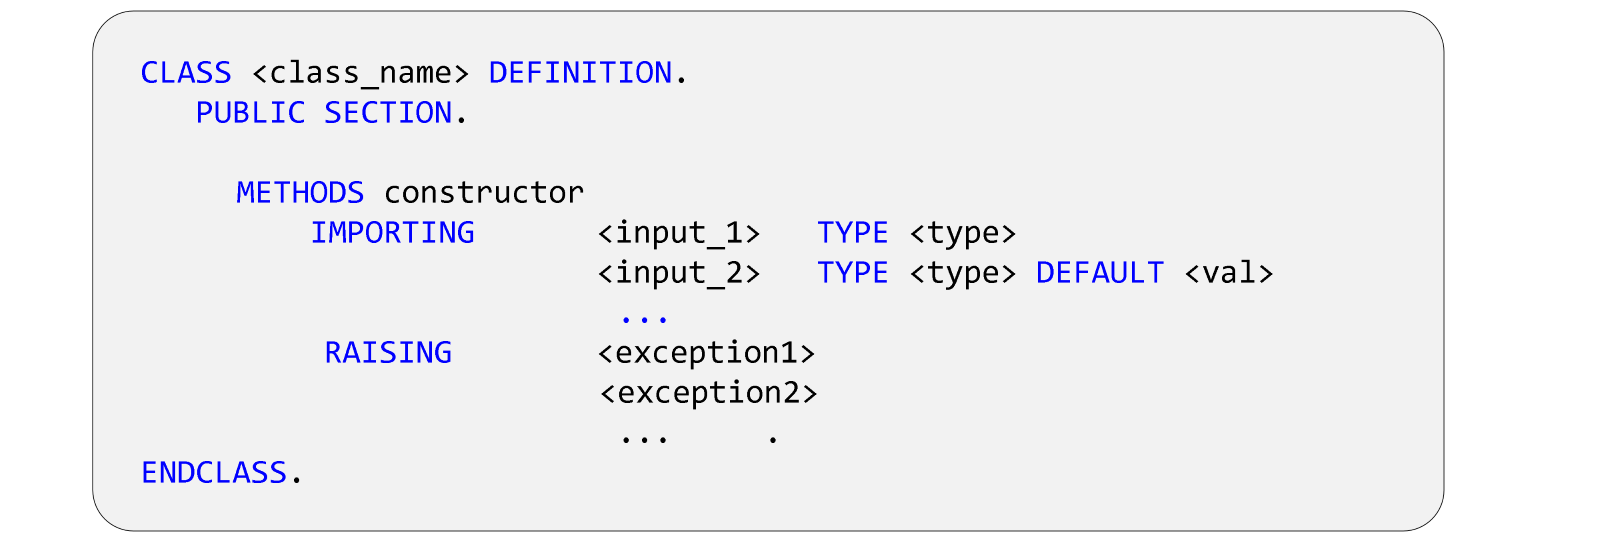 CLASS <class_name> DEFINITION.
PUBLIC SECTION.
METHODS constructor
IMPORTING <input_1> TYPE <type>
<input_2> TYPE <type> DEFAULT <val>
...
RAISING <exception1>
<exception2>
... .
ENDCLASS.